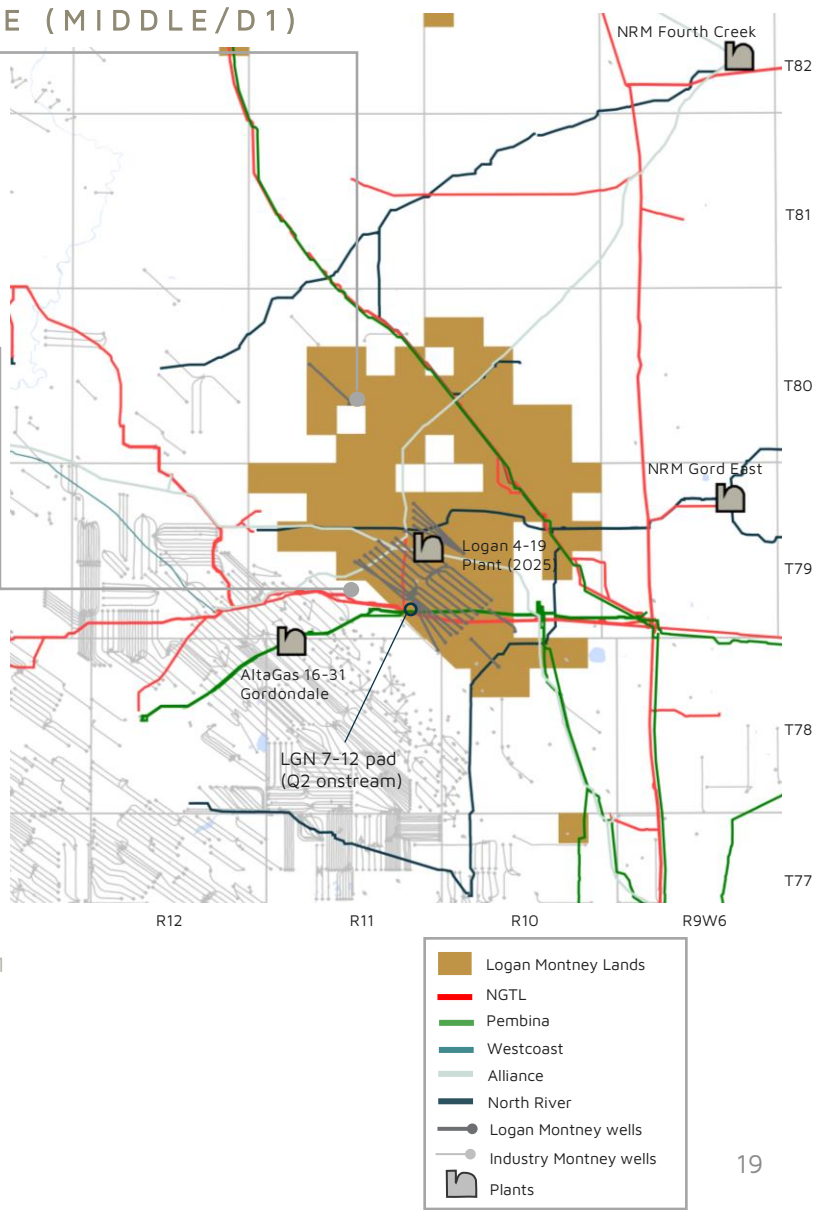 E (MIDDLE/D1)
NRM Fourth Creek
T82
T81
T80
NRM Gord East
Logan 4-19
Plant (2025)
T79
AltaGas 16-31
Gordondale
T78
LGN 7-12 pad
(Q2 onstream)
T77
R12
R11
R10
R9W6
Logan Montney Lands
NGTL
Pembina
Westcoast
Alliance
North River
Logan Montney wells
Industry Montney wells
Plants
19